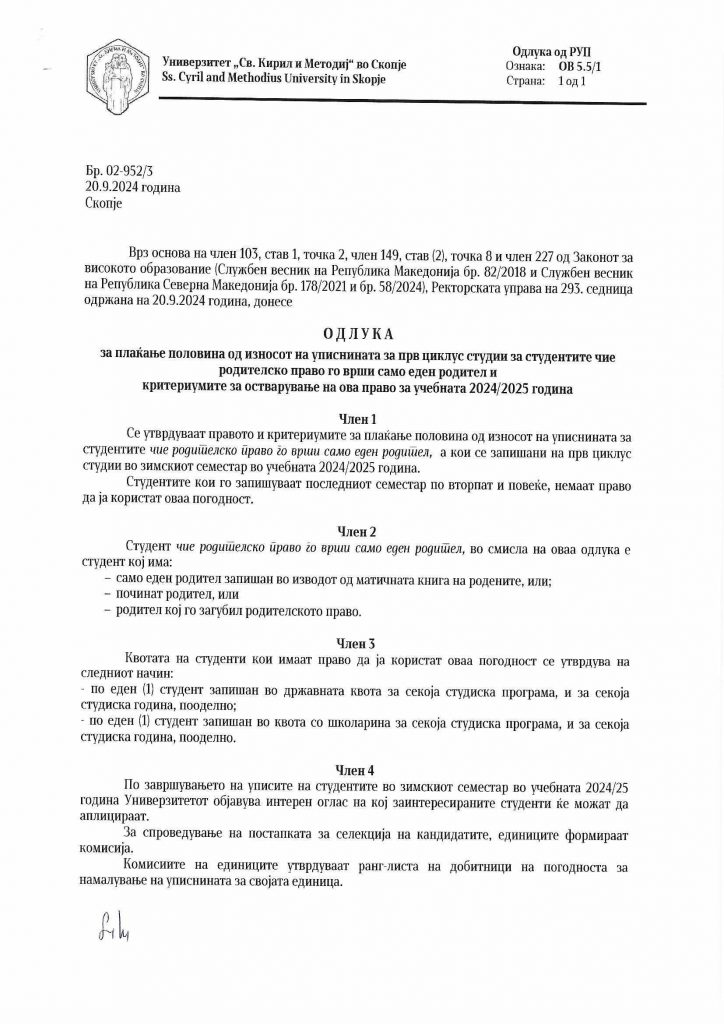 Универзитет „Св. Кирил и Методиј“ во Скопје
Ss. Cyril and Methodius University in Skopje
Одлука од РУП
Ознака: ОВ 5.5/1
Страна: 1 од 1
Бр. 02-952/3
20.9.2024 година
Скопје
Врз основа на член 103, став 1, точка 2, член 149, став (2), точка 8 и член 227 од Законот за
високото образование (Службен весник на Република Македонија бр. 82/2018 и Службен весник
на Република Северна Македонија бр. 178/2021 и бр. 58/2024), Ректорската управа на 293. седница
одржана на 20.9.2024 година, донесе
О Д Л У К А
за плаќање половина од износот на уписнината за прв циклус студии за студентите чие
родителско право го врши само еден родител и
критериумите за остварување на ова право за учебната 2024/2025 година
Член 1
Се утврдуваат правото и критериумите за плаќање половина од износот на уписнината за
студентите чие родителско право го врши само еден родител, а кои се запишани на прв циклус
студии во зимскиот семестар во учебната 2024/2025 година.
Студентите кои го запишуваат последниот семестар по вторпат и повеќе, немаат право
да ја користат оваа погодност.
Член 2
Студент чие родителско право го врши само еден родител, во смисла на оваа одлука е
студент кој има:
– само еден родител запишан во изводот од матичната книга на родените, или;
– починат родител, или
– родител кој го загубил родителското право.
Член 3
Квотата на студенти кои имаат право да ја користат оваа погодност се утврдува на
следниот начин:
- по еден (1) студент запишан во државната квота за секоја студиска програма, и за секоја
студиска година, пооделно;
- по еден (1) студент запишан во квота со школарина за секоја студиска програма, и за секоја
студиска година, пооделно.
Член 4
По завршувањето на уписите на студентите во зимскиот семестар во учебната 2024/25
година Универзитетот објавува интерен оглас на кој заинтересираните студенти ќе можат да
аплицираат.
За спроведување на постапката за селекција на кандидатите, единиците формираат
комисија.
Комисиите на единиците утврдуваат ранг-листа на добитници на погодноста за
намалување на уписнината за својата единица.